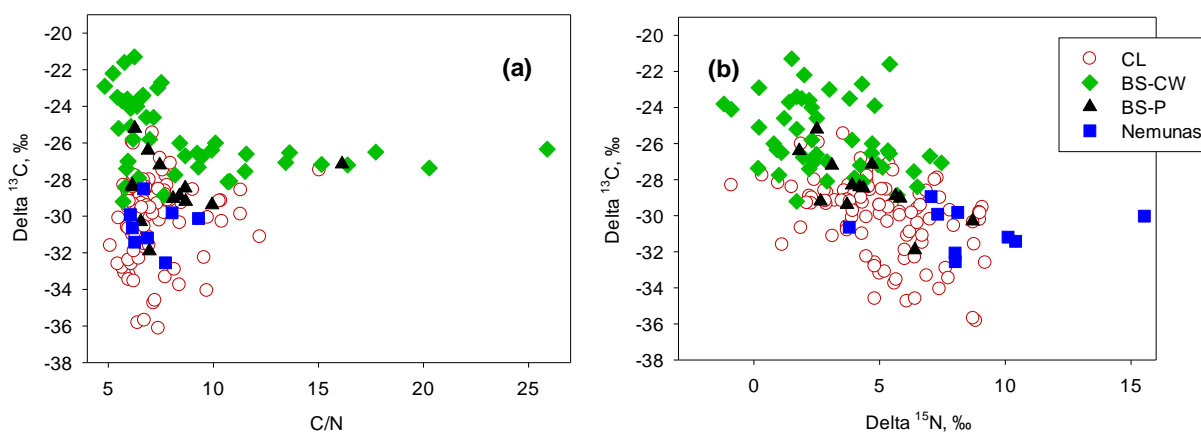 -20
-22
-24
-26
-28
-30
-32
-34
-36
-38
Delta ¹³C, ‰
(a)
5
10
15
20
25
C/N
-20
-22
-24
-26
-28
-30
-32
-34
-36
-38
Delta ¹³C, ‰
(b)
0
5
10
15
Delta ¹⁵N, ‰
CL
BS-CW
BS-P
Nemunas